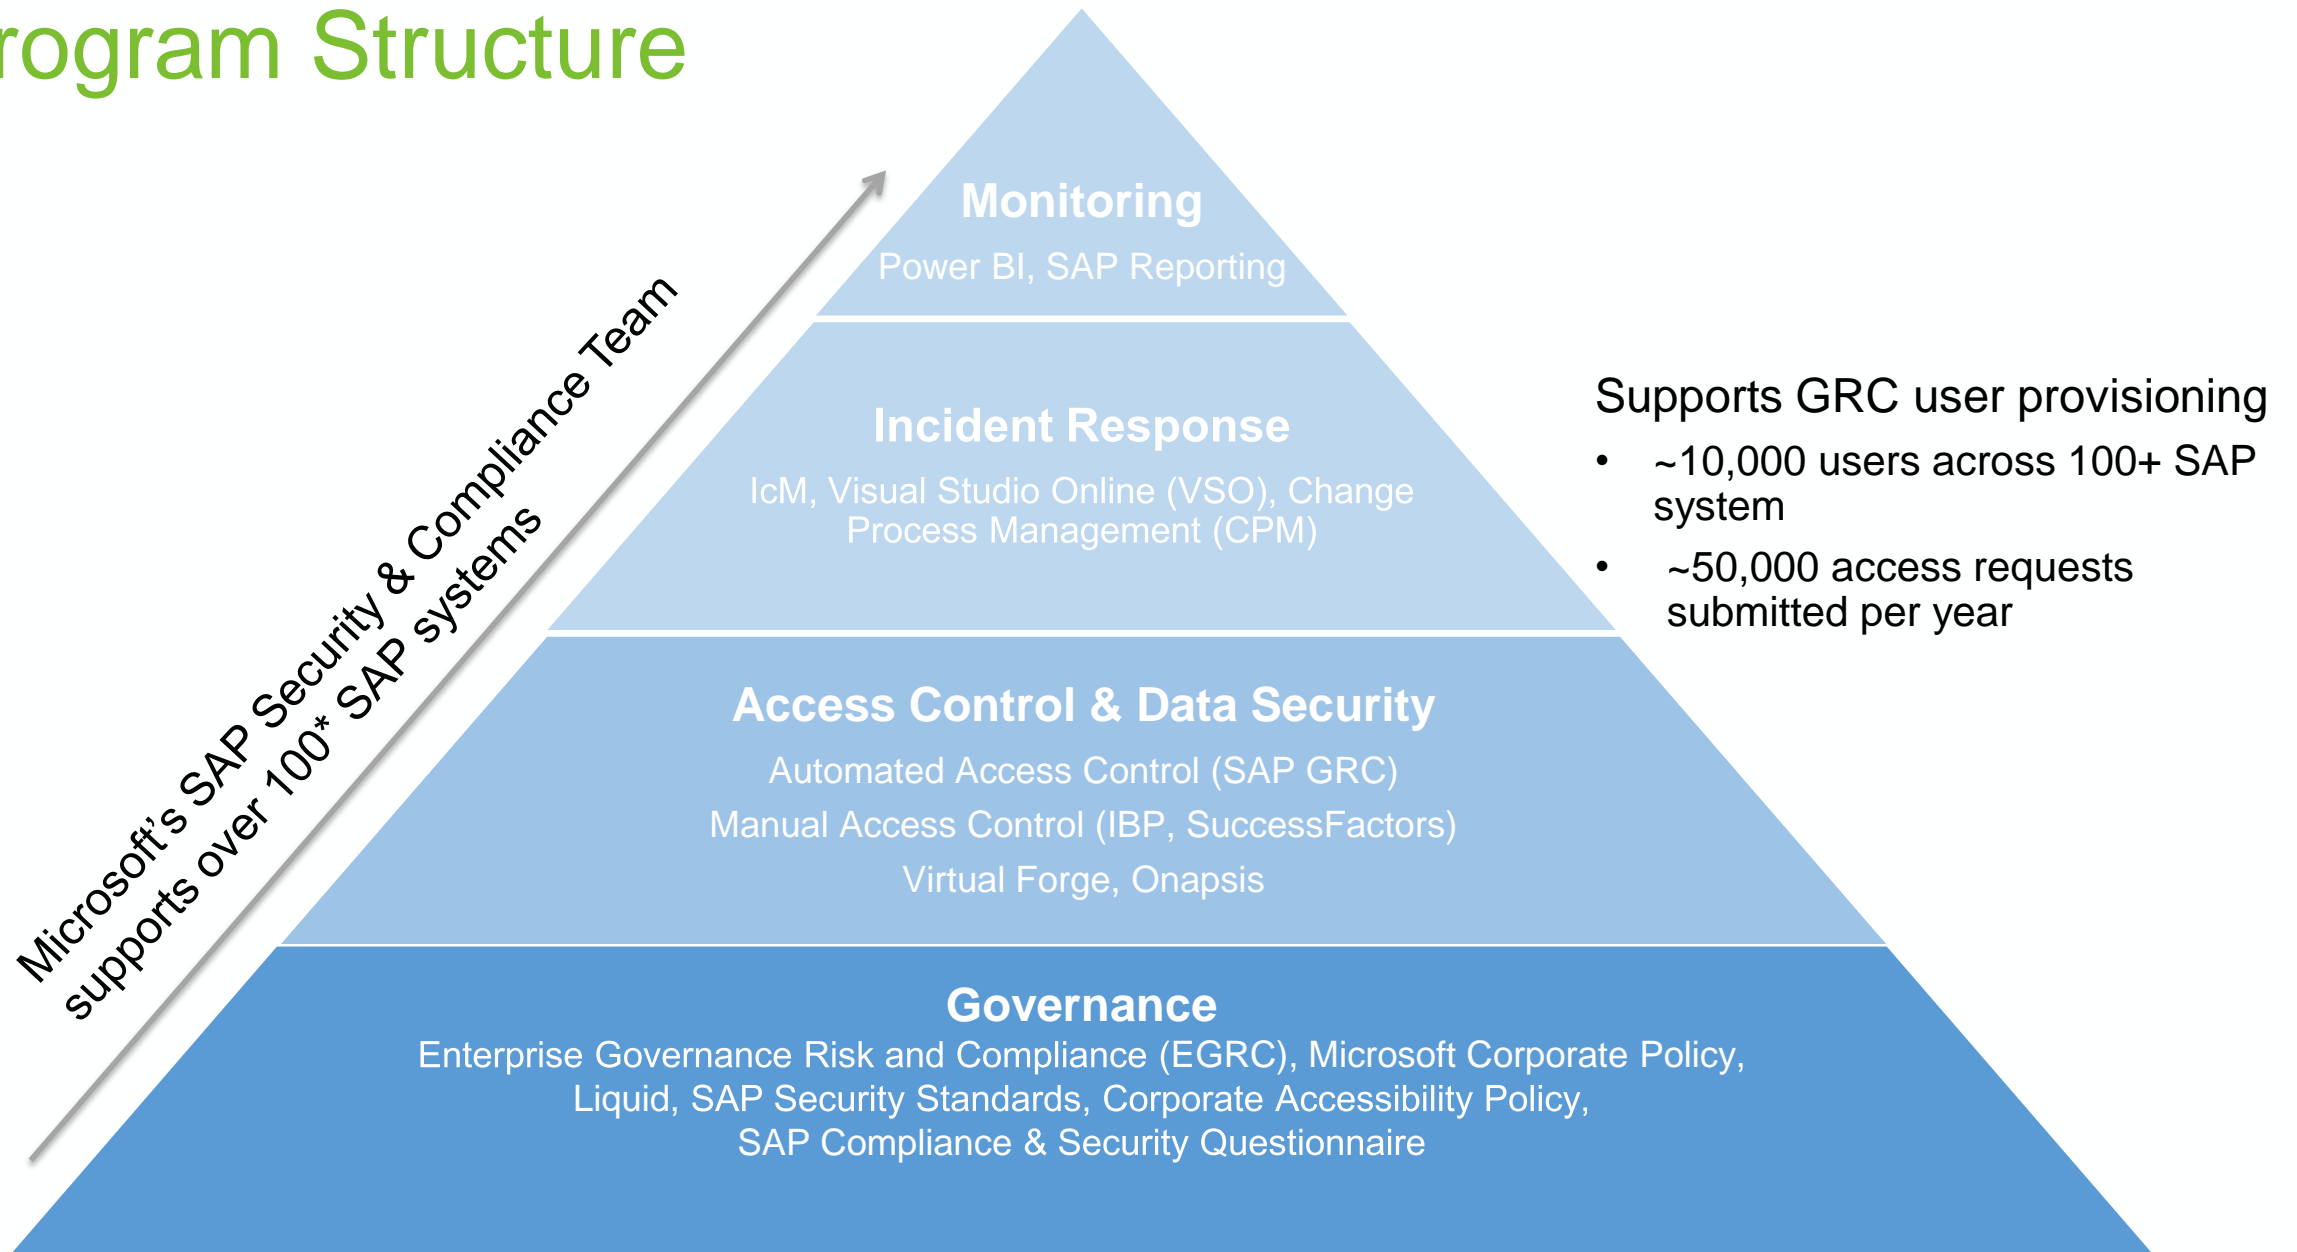 rogram Structure
Monitoring
Power BI, SAP Reporting
Incident Response
IcM, Visual Studio Online (VSO), Change
Process Management (CPM)
Access Control & Data Security
Automated Access Control (SAP GRC)
Manual Access Control (IBP, SuccessFactors)
Virtual Forge, Onapsis
Governance
Enterprise Governance Risk and Compliance (EGRC), Microsoft Corporate Policy,
Liquid, SAP Security Standards, Corporate Accessibility Policy,
SAP Compliance & Security Questionnaire
Microsoft’s SAP Security & Compliance Team
supports over 100* SAP systems
Supports GRC user provisioning
• ~10,000 users across 100+ SAP
system
• ~50,000 access requests
submitted per year